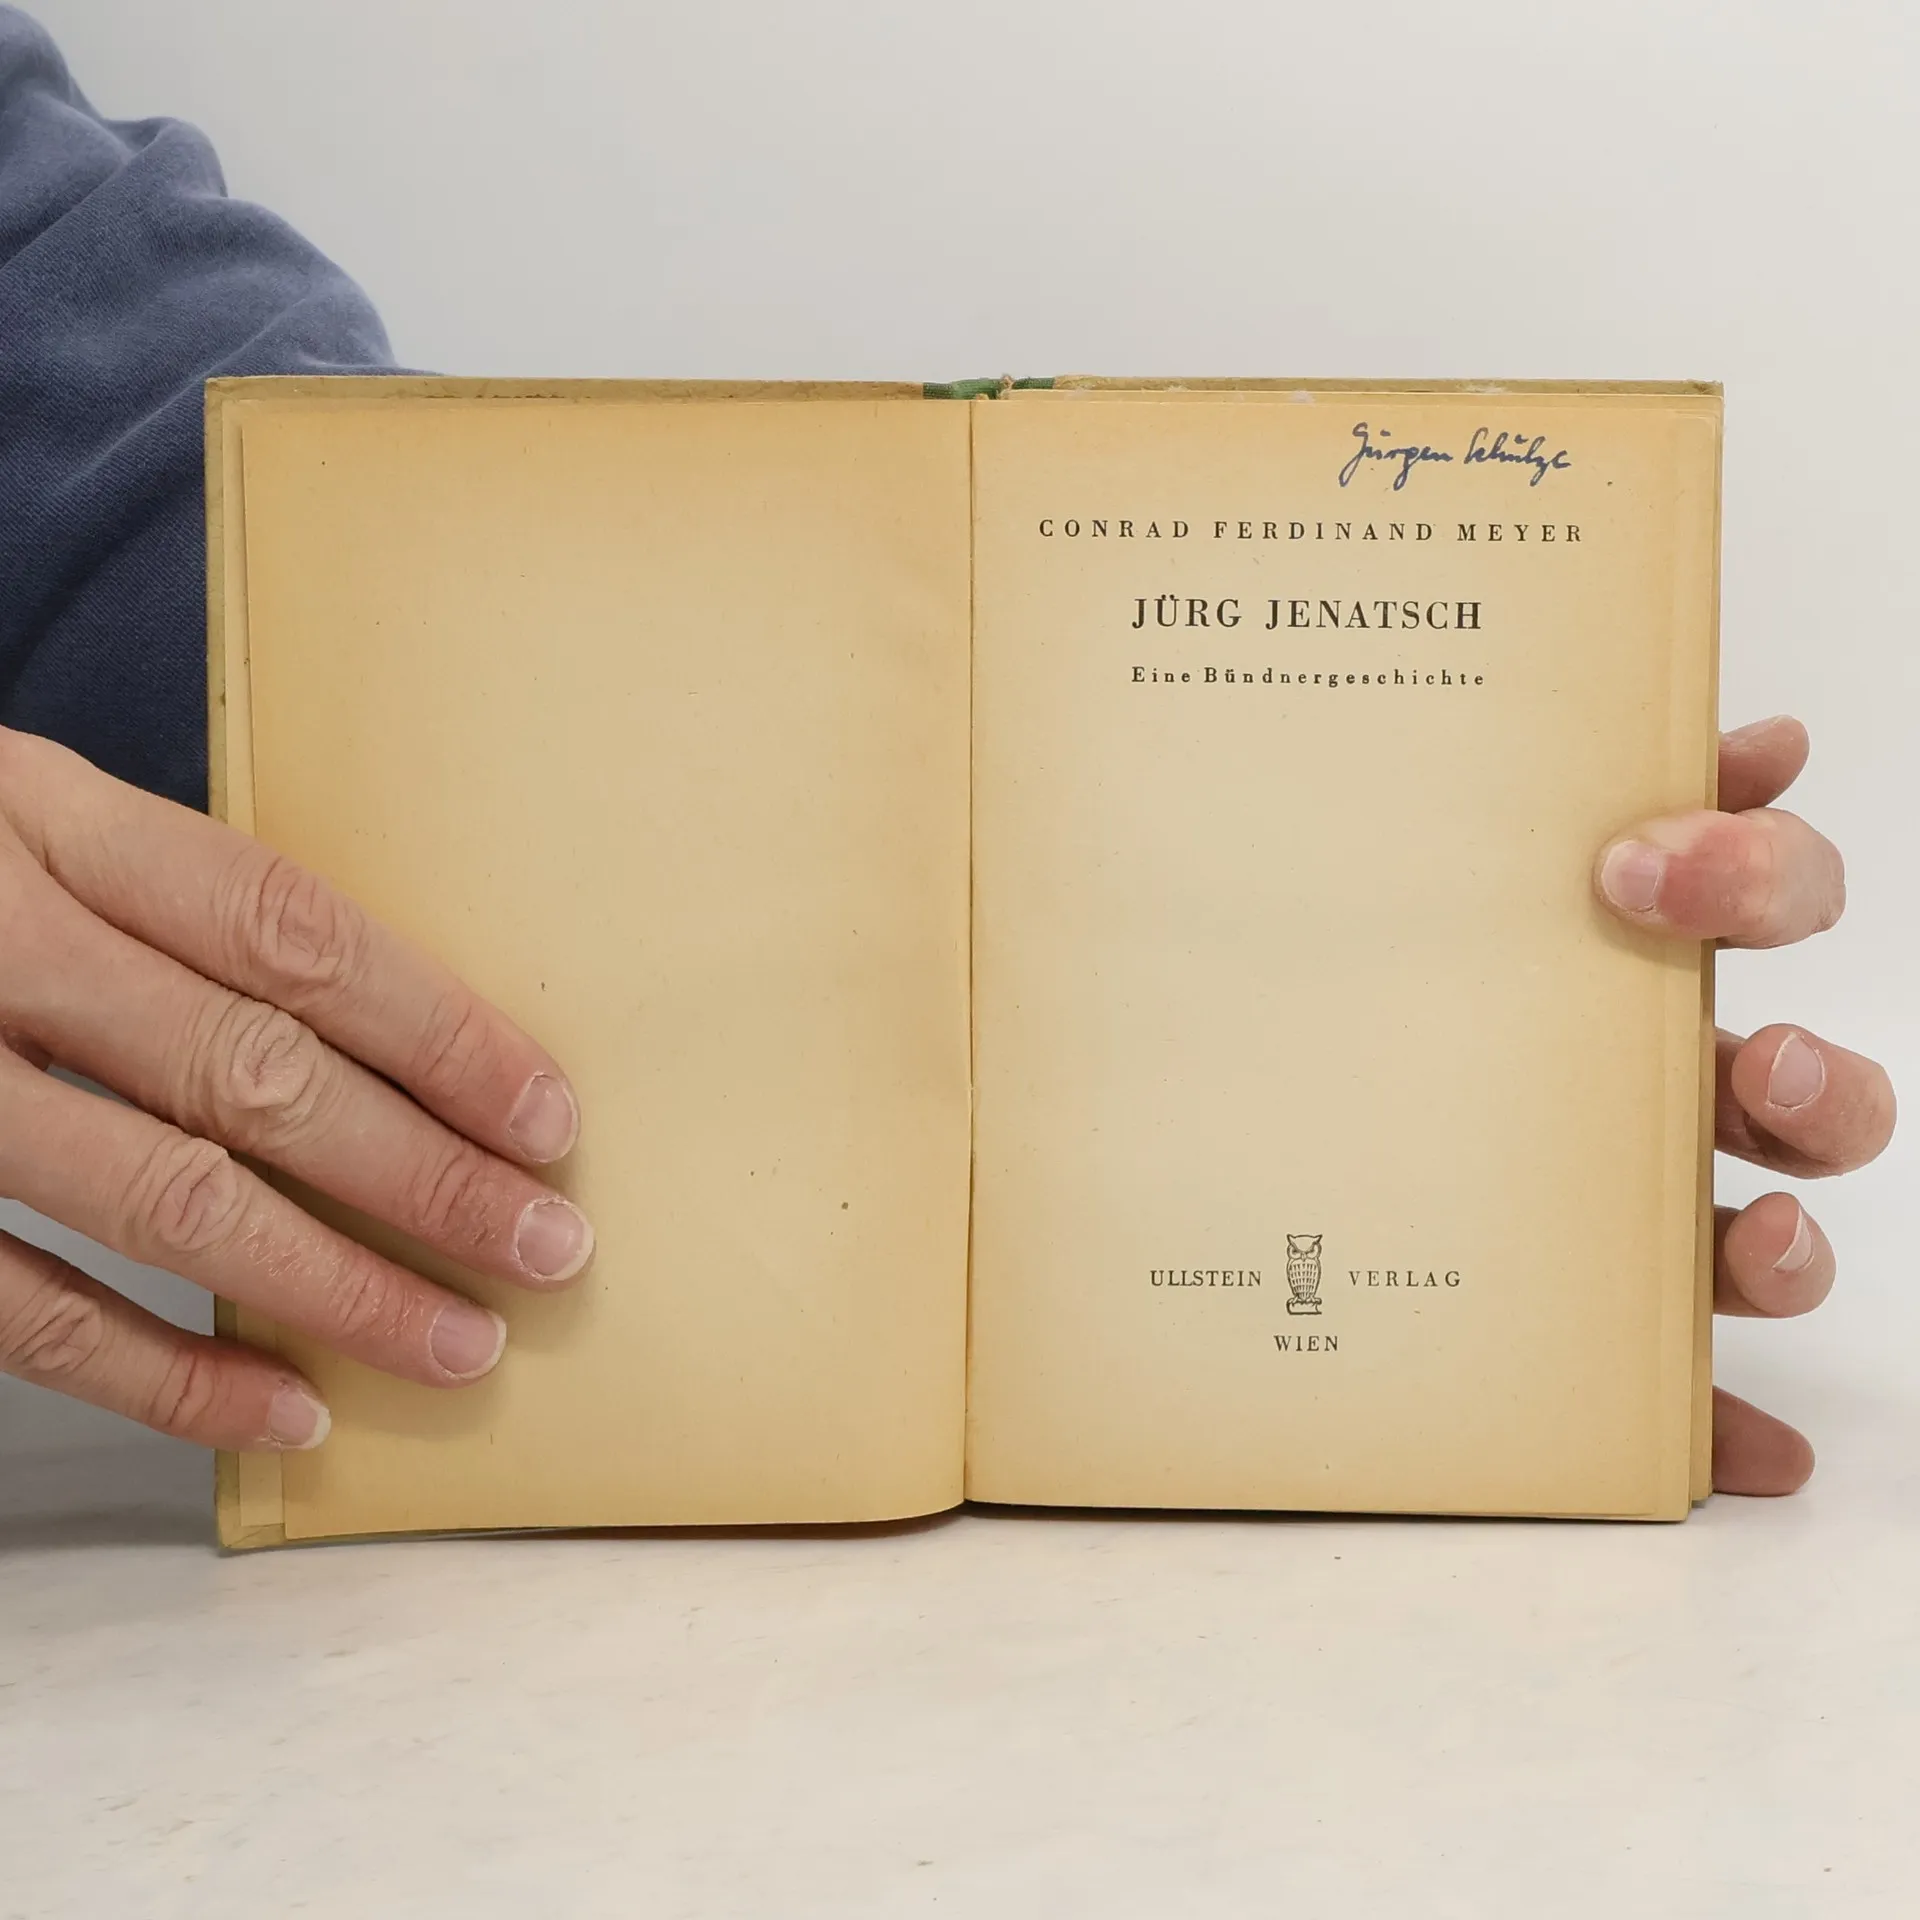 Jürgen Schulze
CONRAD FERDINAND MEYER
JÜRG JENATSCH
Eine Bündnergeschichte
ULLSTEIN VERLAG
WIEN